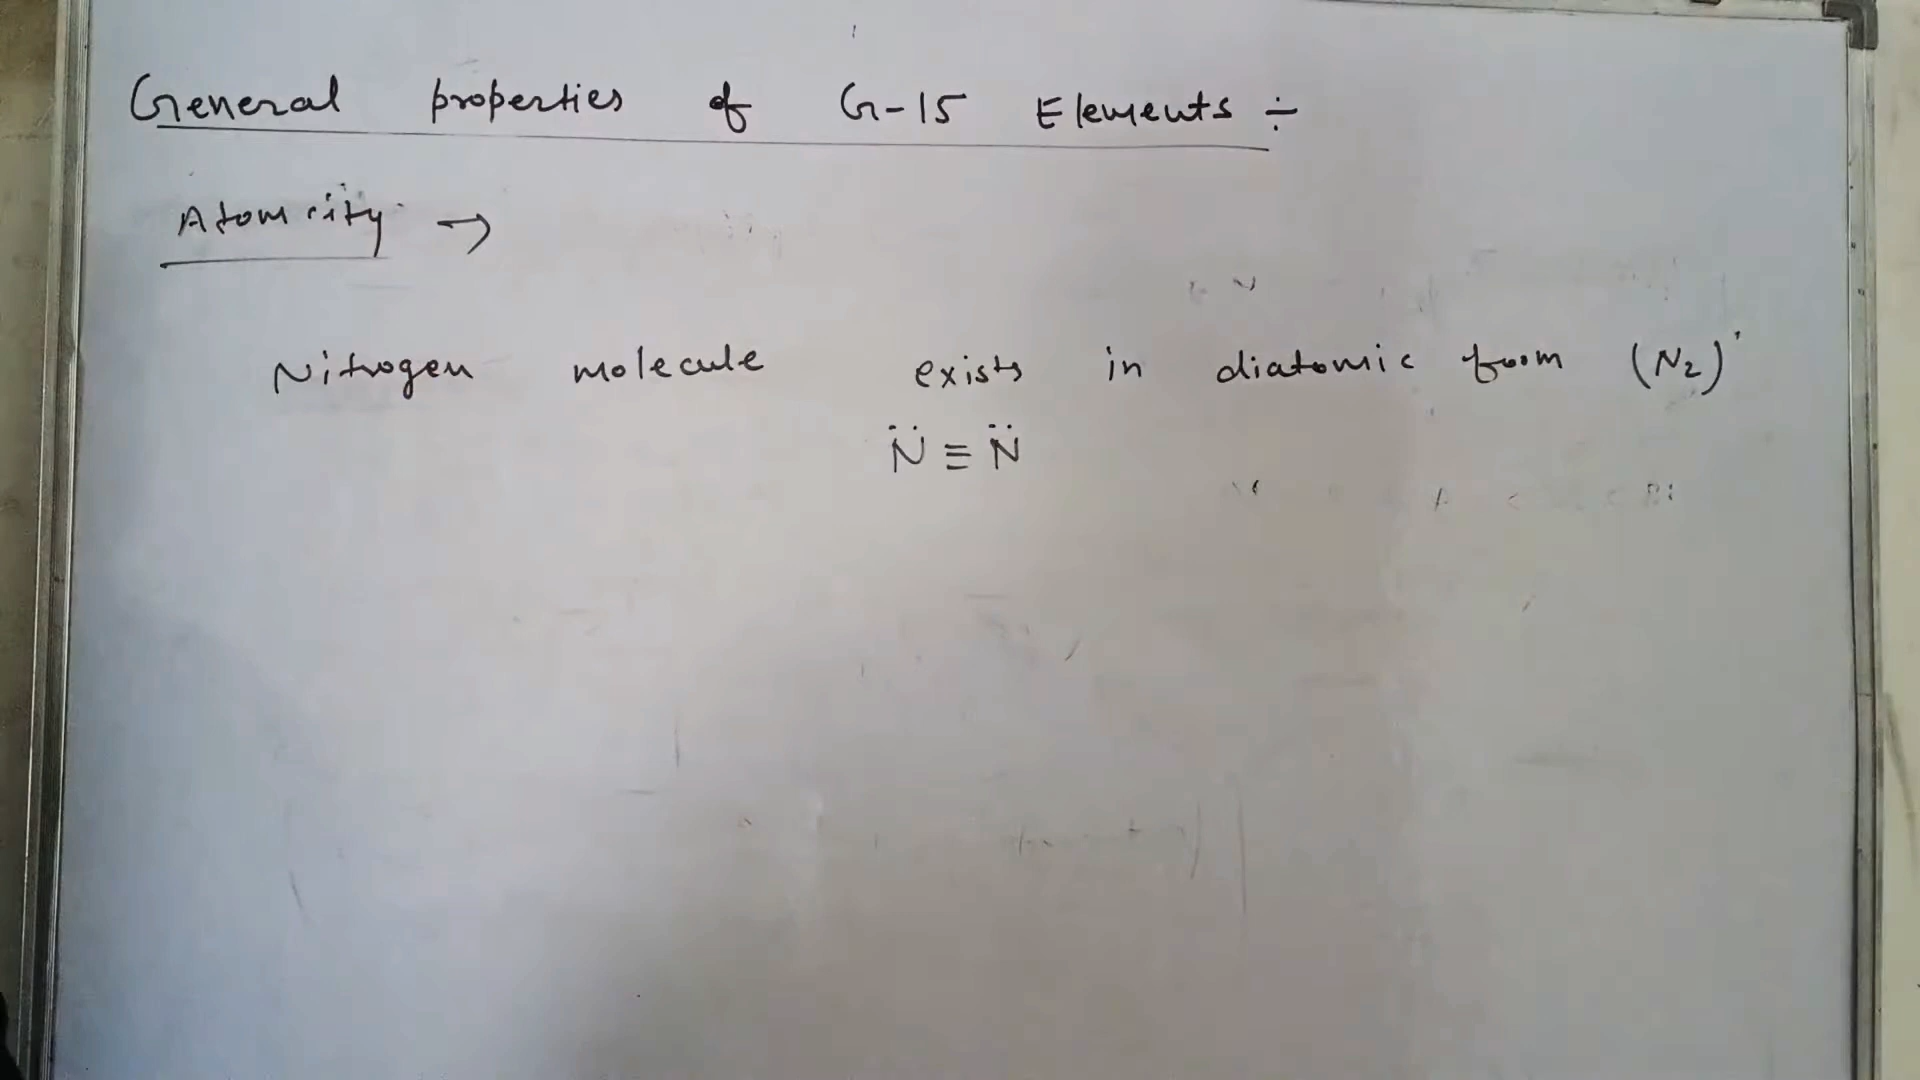 General properties of G-15 Elements ÷
Atomicity →
Nitrogen molecule exists in diatomic form (N₂)
N̈ ≡ N̈